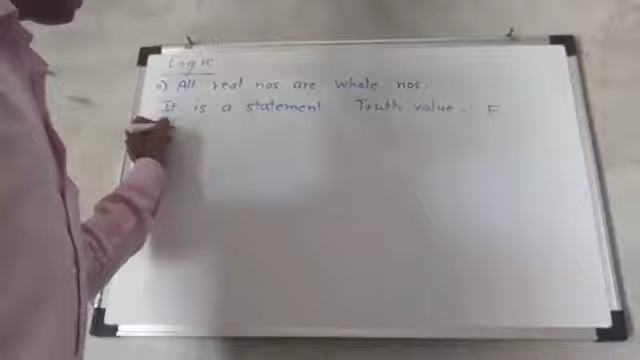 Logic
a) All real nos are whole nos.
It is a statement Truth value : F